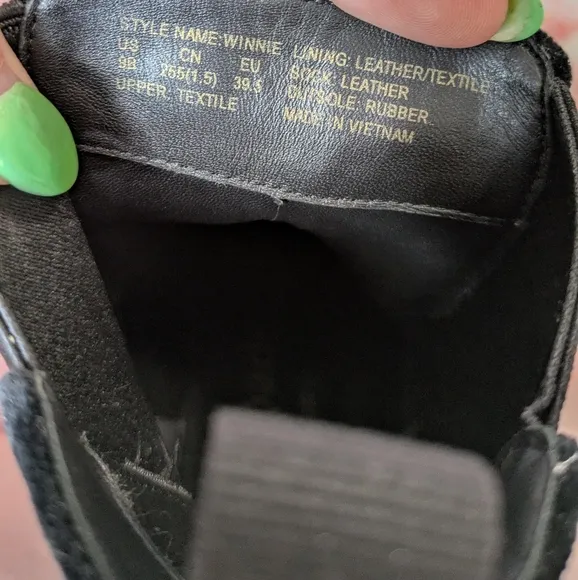 STYLE NAME: WINNIE
US CN EU
9B 255(1.5) 39.5
UPPER: TEXTILE
LINING: LEATHER/TEXTILE
SOCK: LEATHER
OUTSOLE: RUBBER
MADE IN VIETNAM